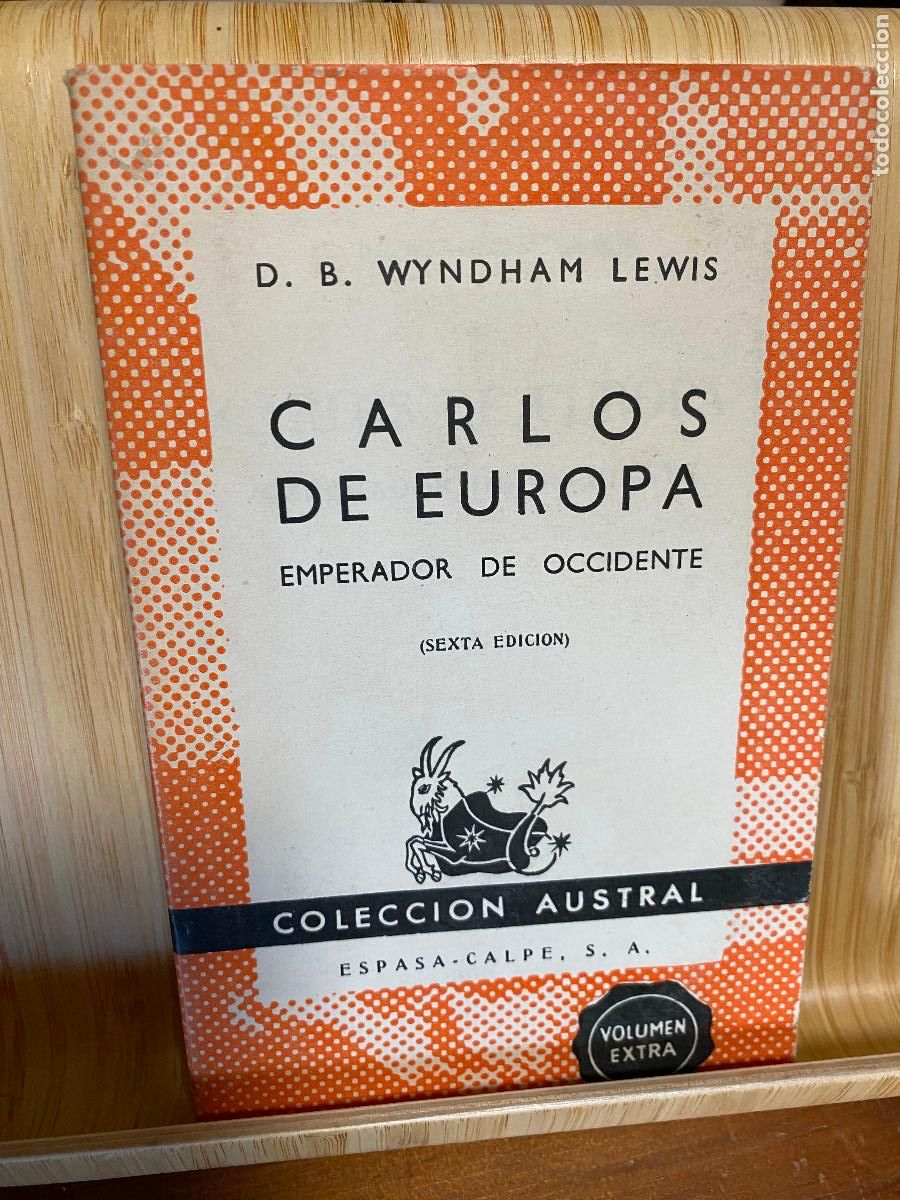 D. B. WYNDHAM LEWIS
CARLOS
DE EUROPA
EMPERADOR DE OCCIDENTE
(SEXTA EDICION)
COLECCION AUSTRAL
ESPASA-CALPE, S. A.
VOLUMEN
EXTRA
todocoleccion